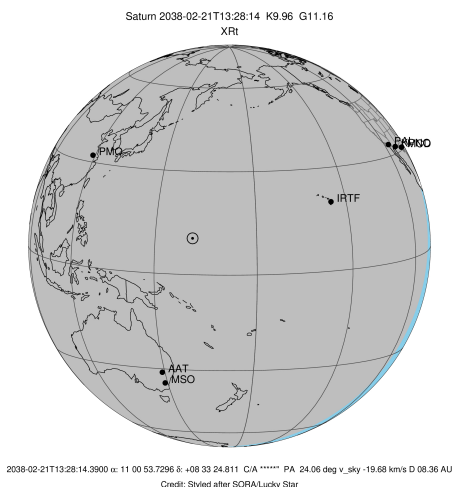 Saturn 2038-02-21T13:28:14 K9.96 G11.16
XRt
PMO
IRTF
AAT
MSO
2038-02-21T13:28:14.3900 α: 11 00 53.7296 δ: +08 33 24.811 C/A *****" PA 24.06 deg v_sky -19.68 km/s D 08.36 AU
Credit: Styled after SORA/Lucky Star